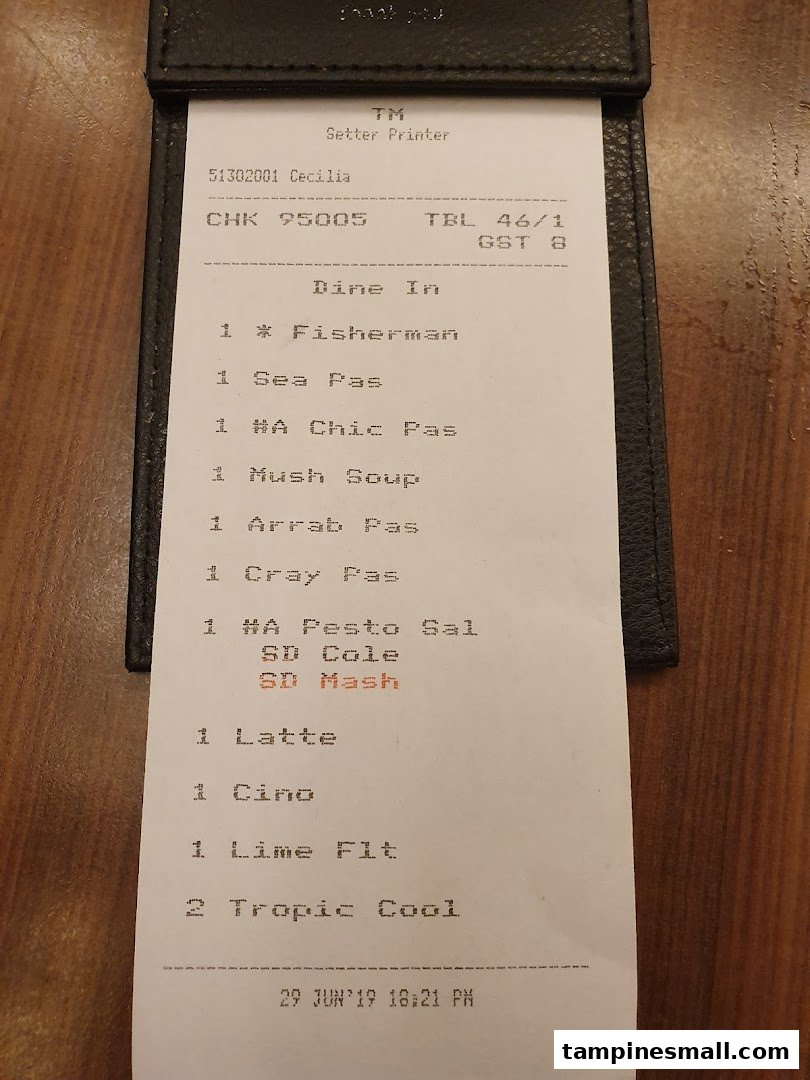 thank you
TM
Setter Printer
51302001 Cecilia
CHK 95005 TBL 46/1
GST 8
Dine In
1 * Fisherman
1 Sea Pas
1 #A Chic Pas
1 Mush Soup
1 Arrab Pas
1 Cray Pas
1 #A Pesto Sal
SD Cole
SD Mash
1 Latte
1 Cino
1 Lime Flt
2 Tropic Cool
29 JUN'19 18:21 PM
tampinesmall.com